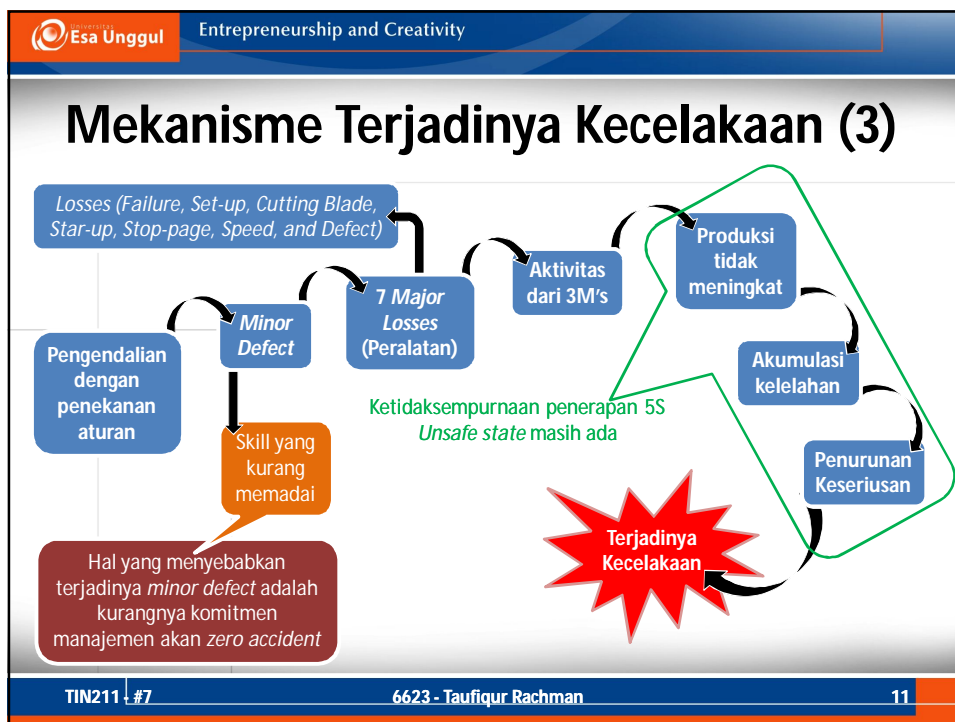 Universitas
Esa Unggul
Entrepreneurship and Creativity
Mekanisme Terjadinya Kecelakaan (3)
Losses (Failure, Set-up, Cutting Blade,
Star-up, Stop-page, Speed, and Defect)
Pengendalian
dengan
penekanan
aturan
Minor
Defect
7 Major
Losses
(Peralatan)
Aktivitas
dari 3M's
Produksi
tidak
meningkat
Akumulasi
kelelahan
Penurunan
Keseriusan
Ketidaksempurnaan penerapan 5S
Unsafe state masih ada
Skill yang
kurang
memadai
Terjadinya
Kecelakaan
Hal yang menyebabkan
terjadinya minor defect adalah
kurangnya komitmen
manajemen akan zero accident
TIN211 - #7
6623 - Taufiqur Rachman
11